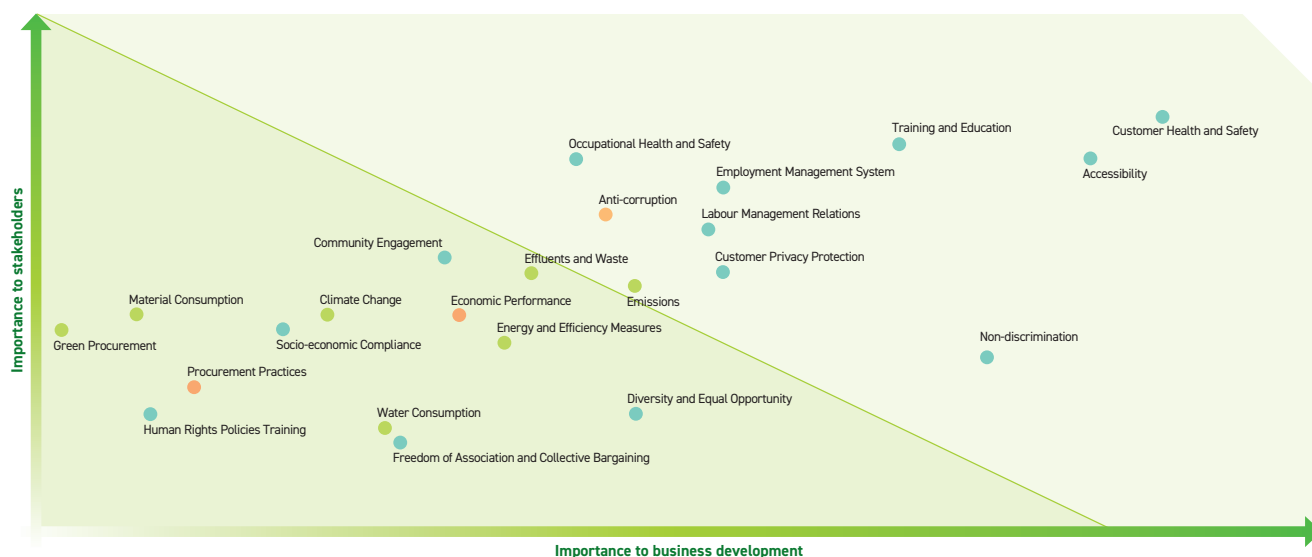 Training and Education
Customer Health and Safety
Occupational Health and Safety
Employment Management System
Accessibility
Anti-corruption
Labour Management Relations
Community Engagement
Effluents and Waste
Customer Privacy Protection
Material Consumption
Climate Change
Economic Performance
Emissions
Energy and Efficiency Measures
Green Procurement
Socio-economic Compliance
Non-discrimination
Procurement Practices
Diversity and Equal Opportunity
Water Consumption
Human Rights Policies Training
Freedom of Association and Collective Bargaining
Importance to stakeholders
Importance to business development